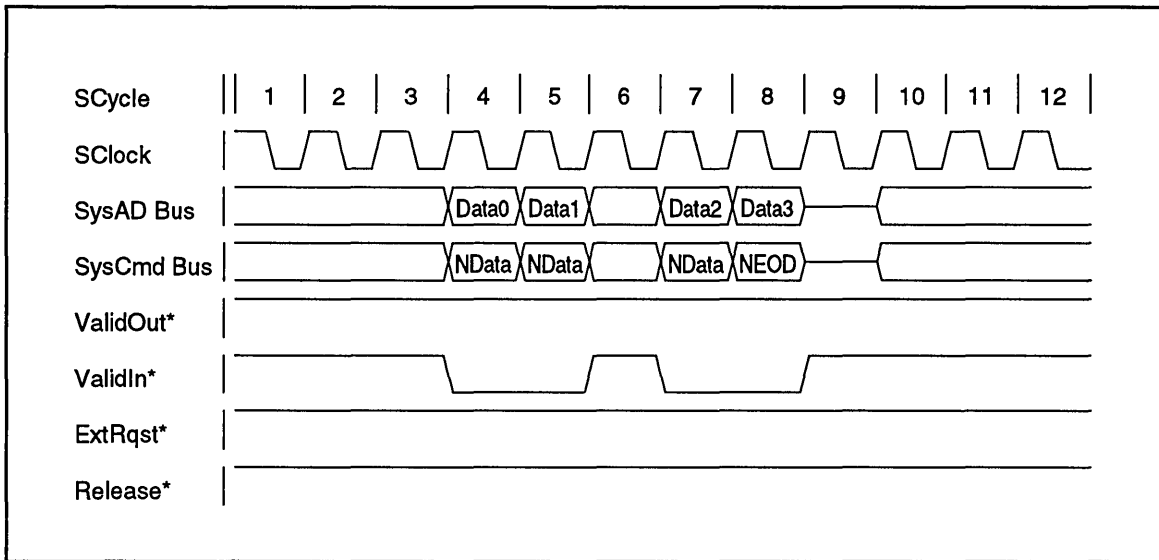 SCycle 1 2 3 4 5 6 7 8 9 10 11 12
SClock
SysAD Bus Data0 Data1 Data2 Data3
SysCmd Bus NData NData NData NEOD
ValidOut*
ValidIn*
ExtRqst*
Release*